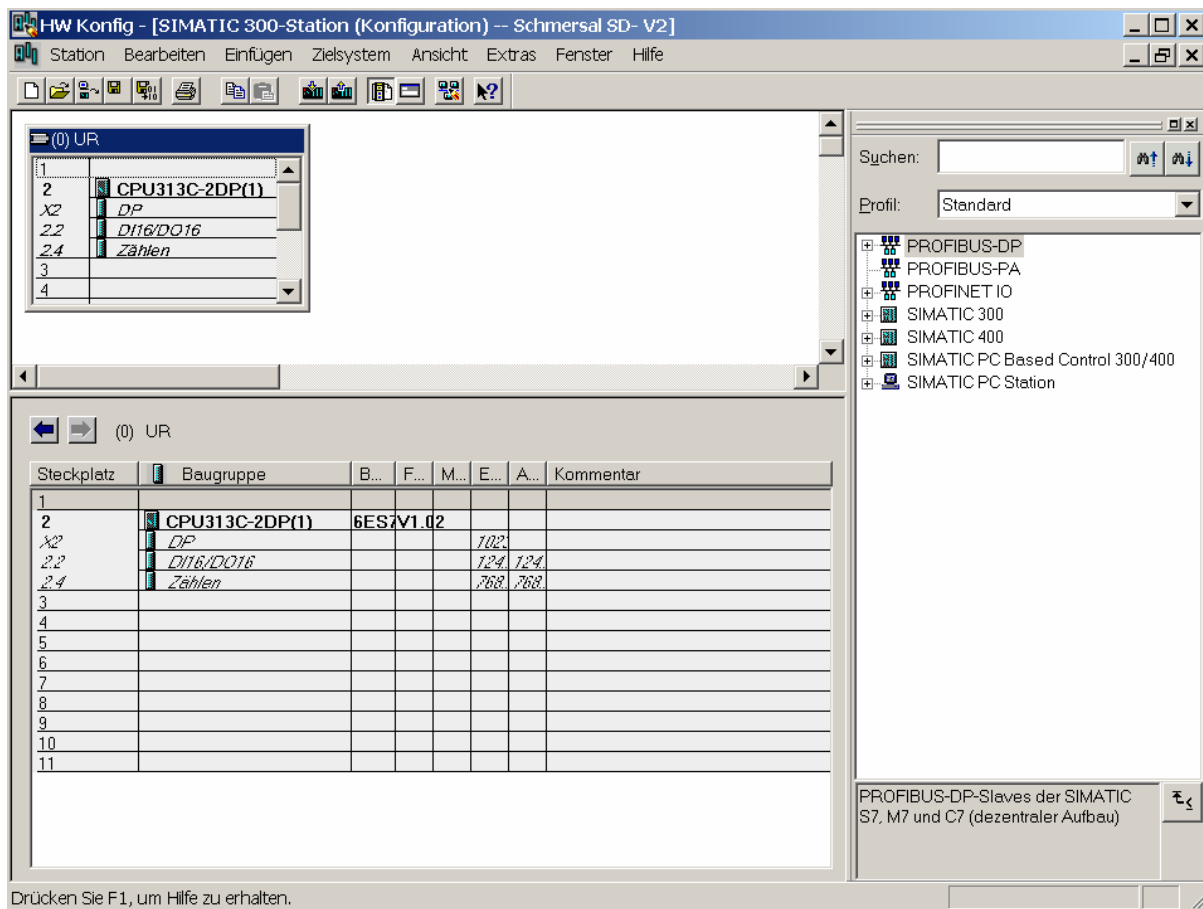 HW Konfig - [SIMATIC 300-Station (Konfiguration) -- Schmersal SD- V2]
Station Bearbeiten Einfügen Zielsystem Ansicht Extras Fenster Hilfe
(0) UR
1
2 CPU313C-2DP(1)
X2 DP
2.2 DI16/DO16
2.4 Zählen
3
4
Suchen:
Profil: Standard
PROFIBUS-DP
PROFIBUS-PA
PROFINET IO
SIMATIC 300
SIMATIC 400
SIMATIC PC Based Control 300/400
SIMATIC PC Station
(0) UR
Steckplatz Baugruppe B... F... M... E... A... Kommentar
1
2 CPU313C-2DP(1) 6ES7 V1.02
X2 DP 102
2.2 DI16/DO16 124. 124.
2.4 Zählen 768. 768.
3
4
5
6
7
8
9
10
11
PROFIBUS-DP-Slaves der SIMATIC
S7, M7 und C7 (dezentraler Aufbau)
Drücken Sie F1, um Hilfe zu erhalten.